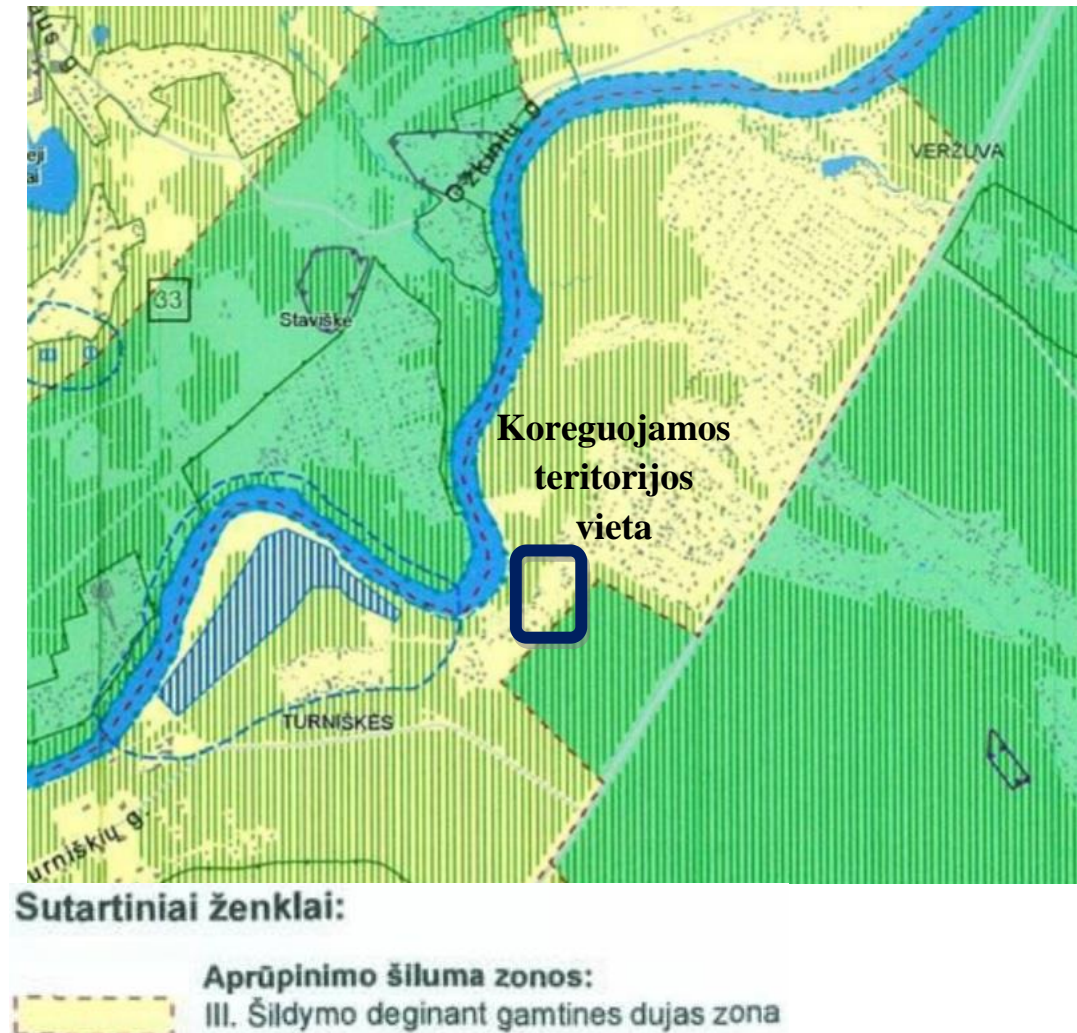 Ožkinių g.
VERŽUVA
33
Staviškė
Koreguojamos
teritorijos
vieta
TURNIŠKĖS
urniškių g.
Sutartiniai ženklai:
Aprūpinimo šiluma zonos:
III. Šildymo deginant gamtines dujas zona